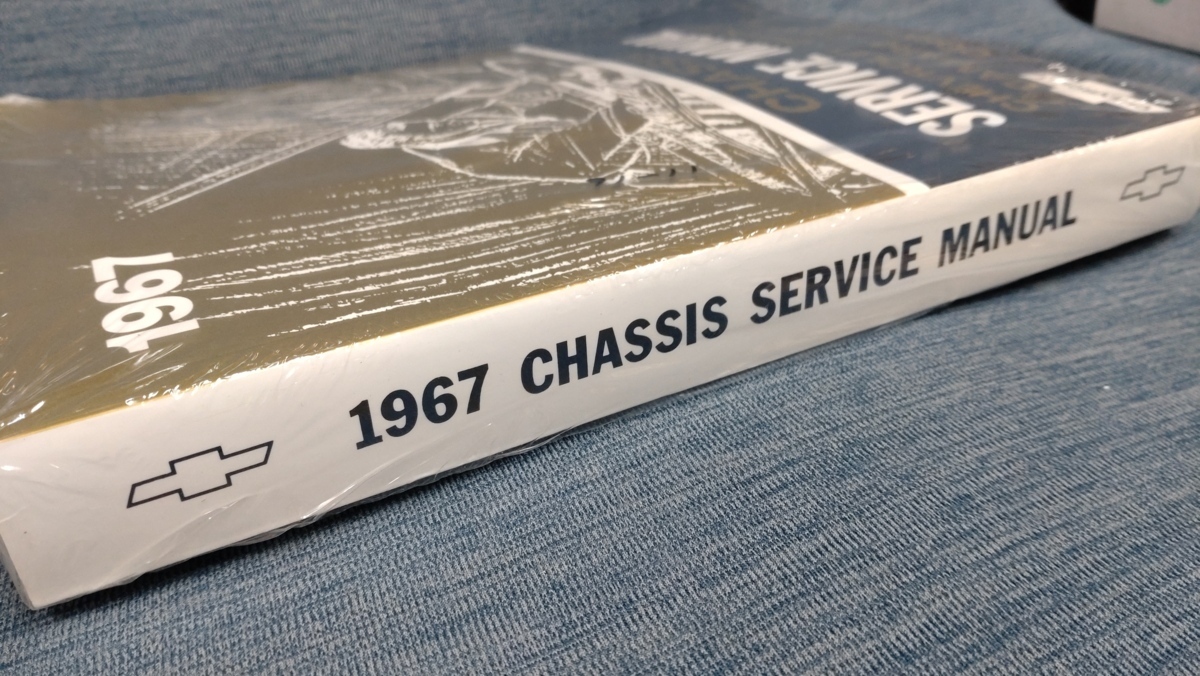 SERVICE MANUAL
1967
1967 CHASSIS SERVICE MANUAL